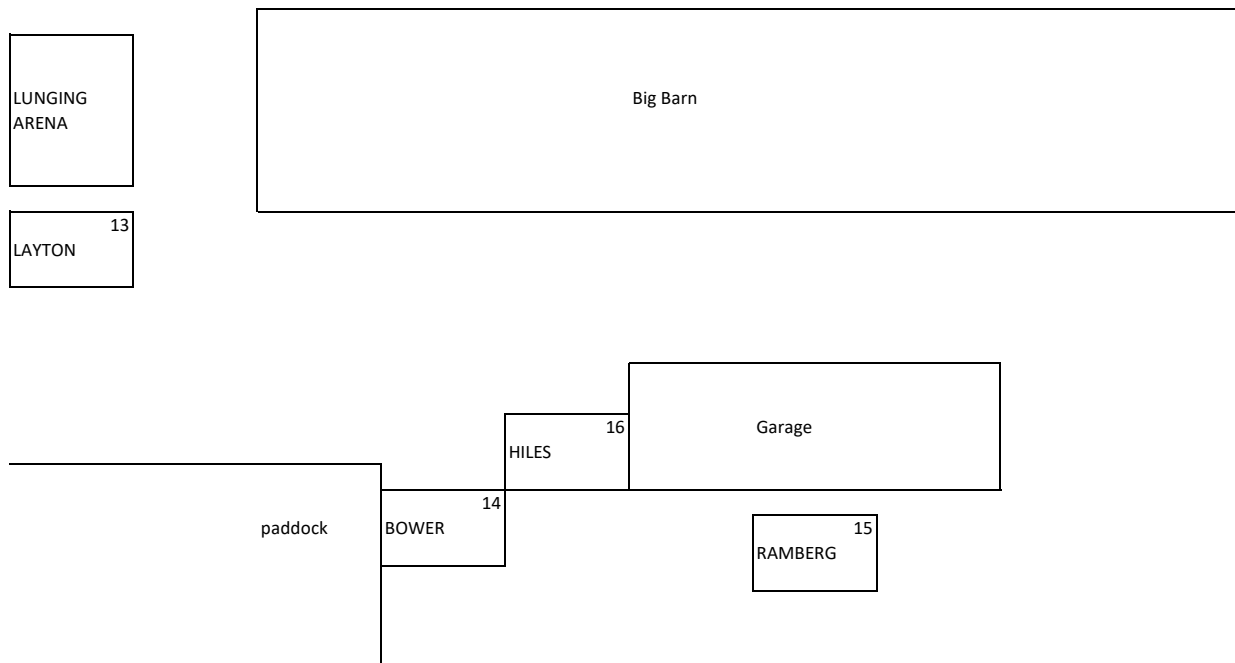 LUNGING
ARENA
Big Barn
13
LAYTON
16
HILES
Garage
14
BOWER
paddock
15
RAMBERG